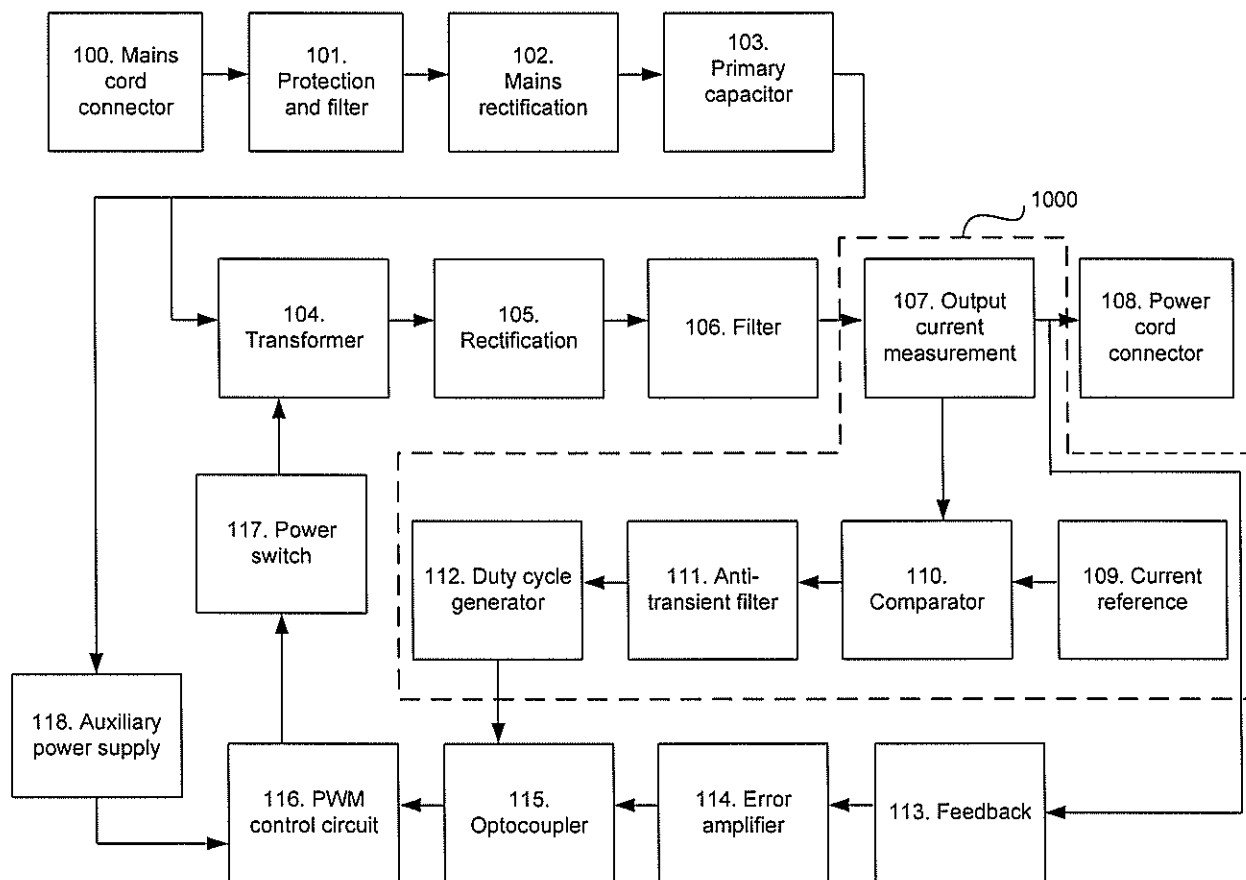 100. Mains
cord
connector
101.
Protection
and filter
102.
Mains
rectification
103.
Primary
capacitor
1000
104.
Transformer
105.
Rectification
106. Filter
107. Output
current
measurement
108. Power
cord
connector
117. Power
switch
112. Duty cycle
generator
111. Anti-
transient filter
110.
Comparator
109. Current
reference
118. Auxiliary
power supply
116. PWM
control circuit
115.
Optocoupler
114. Error
amplifier
113. Feedback